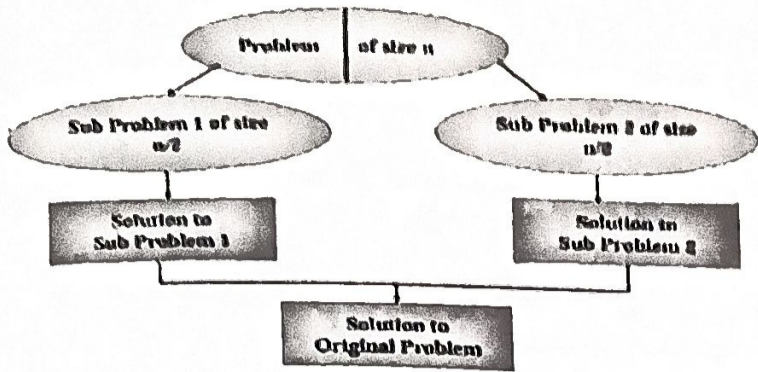 Problem of size n
Sub Problem 1 of size
n/2
Sub Problem 2 of size
n/2
Solution to
Sub Problem 1
Solution to
Sub Problem 2
Solution to
Original Problem